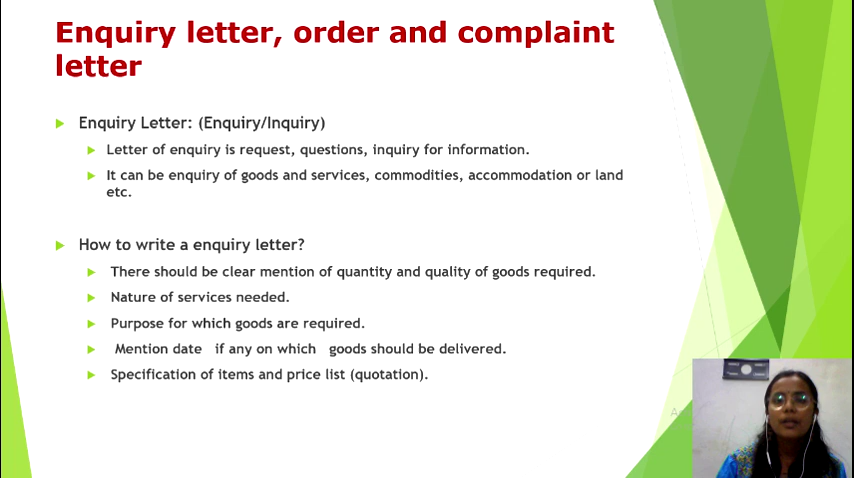 Enquiry letter, order and complaint
letter
Enquiry Letter: (Enquiry/Inquiry)
Letter of enquiry is request, questions, inquiry for information.
It can be enquiry of goods and services, commodities, accommodation or land
etc.
How to write a enquiry letter?
There should be clear mention of quantity and quality of goods required.
Nature of services needed.
Purpose for which goods are required.
Mention date if any on which goods should be delivered.
Specification of items and price list (quotation).